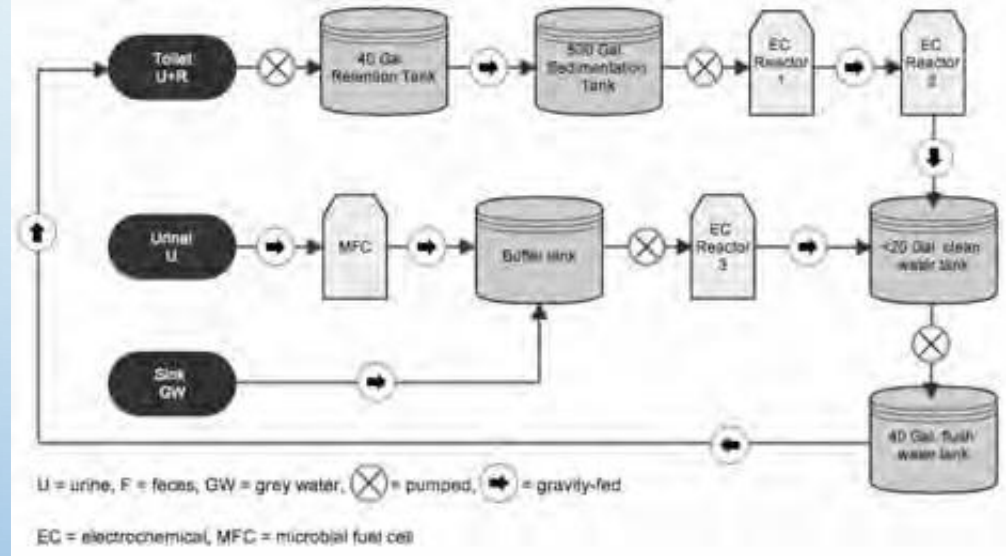 Toilet
U+R
40 Gal
Retention Tank
500 Gal.
Sedimentation
Tank
EC
Reactor
1
EC
Reactor
2
Urinal
U
MFC
Buffer tank
EC
Reactor
3
<20 Gal. clean
water tank
Sink
GW
40 Gal. flush
water tank
U = urine, F = feces, GW = grey water, = pumped, = gravity-fed
EC = electrochemical, MFC = microbial fuel cell